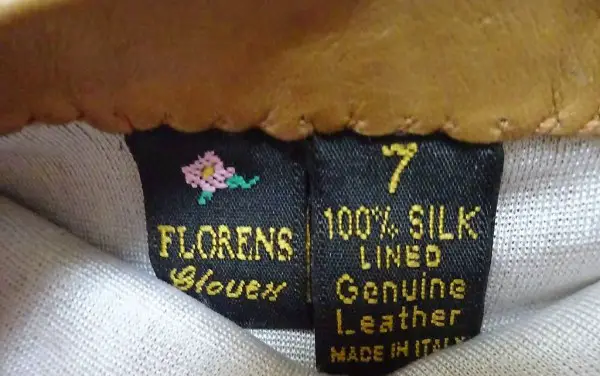 FLORENS
Gloves
7
100% SILK
LINED
Genuine
Leather
MADE IN ITALY